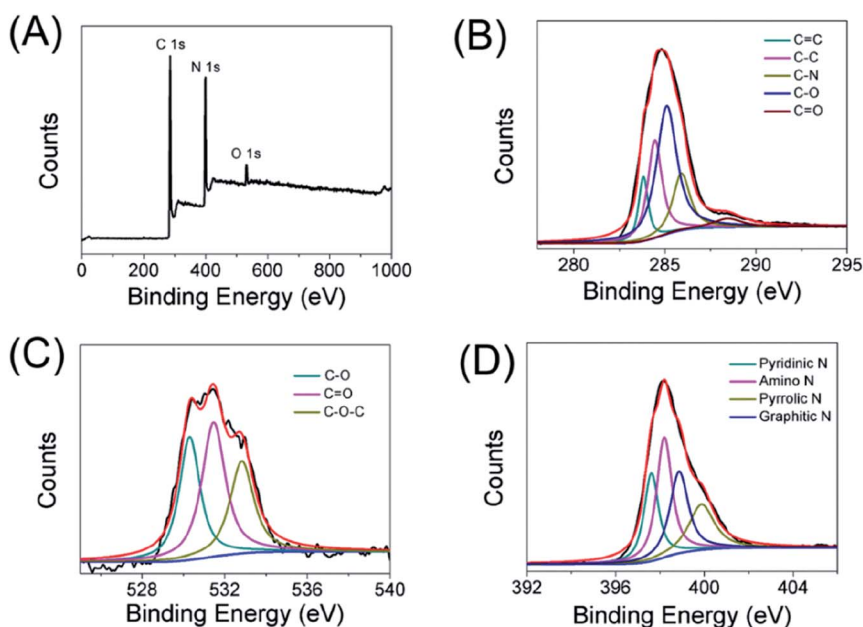 (A)
C 1s
N 1s
O 1s
Counts
0 200 400 600 800 1000
Binding Energy (eV)
(B)
C=C
C-C
C-N
C-O
C=O
Counts
280 285 290 295
Binding Energy (eV)
(C)
C-O
C=O
C-O-C
Counts
528 532 536 540
Binding Energy (eV)
(D)
Pyridinic N
Amino N
Pyrrolic N
Graphitic N
Counts
392 396 400 404
Binding Energy (eV)